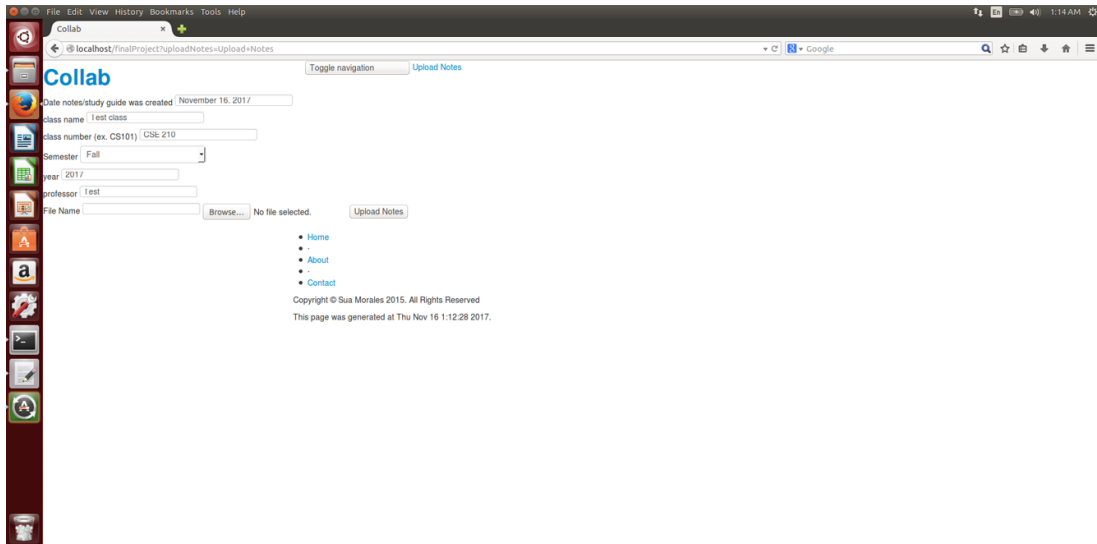 File Edit View History Bookmarks Tools Help En 1:14 AM
Collab
localhost/finalProject?uploadNotes=Upload+Notes Google
Toggle navigation Upload Notes
Collab
Date notes/study guide was created November 16. 2017
class name Test class
class number (ex. CS101) CSE 210
Semester Fall
year 2017
professor Test
File Name Browse... No file selected. Upload Notes
Home
·
About
·
Contact
Copyright © Sua Morales 2015. All Rights Reserved
This page was generated at Thu Nov 16 1:12:28 2017.